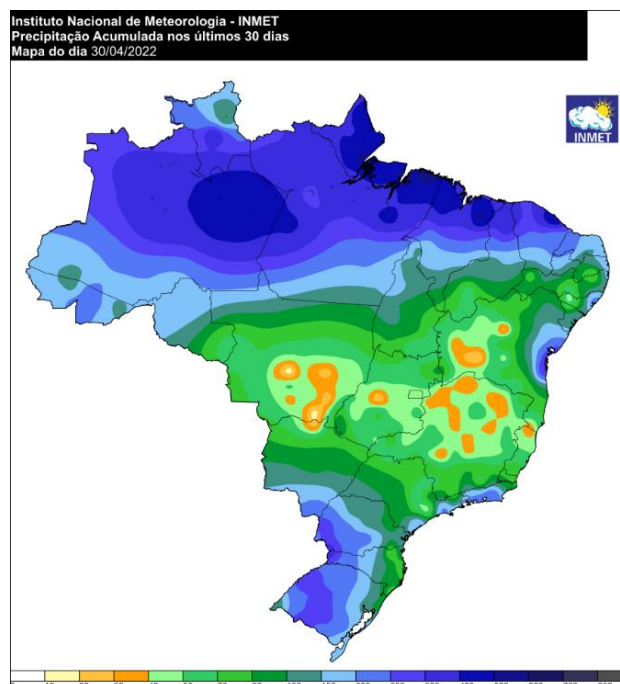 Instituto Nacional de Meteorologia - INMET
Precipitação Acumulada nos últimos 30 dias
Mapa do dia 30/04/2022
INMET